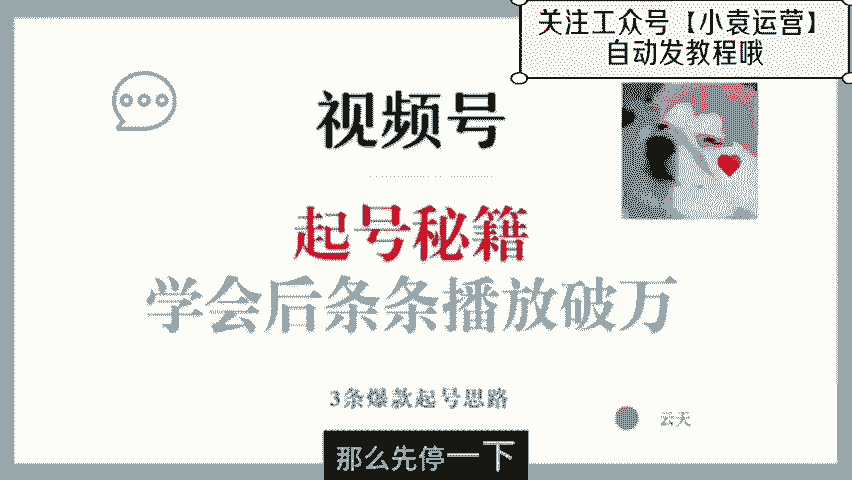 关注工众号【小袁运营】
自动发教程哦
视频号
起号秘籍
学会后条条播放破万
3条爆款起号思路
云天
那么先停一下